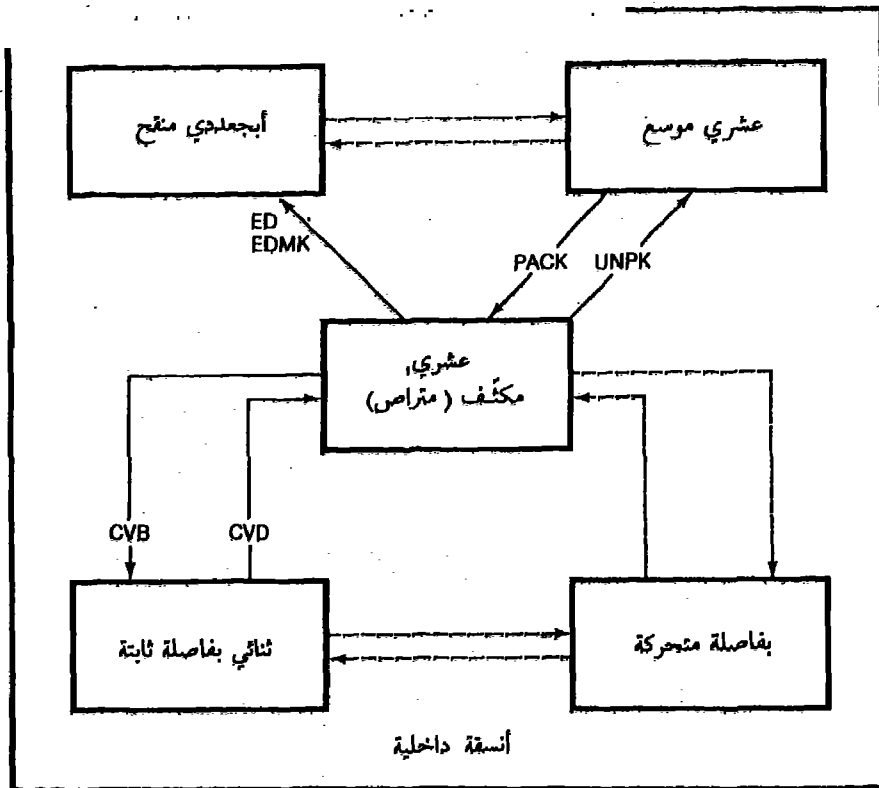 عشري موسع
أبجعددي منقح
ED
EDMK
PACK
UNPK
عشري
مكثّف (متراص)
CVB
CVD
بفاصلة متحركة
ثنائي بفاصلة ثابتة
أنسقة داخلية